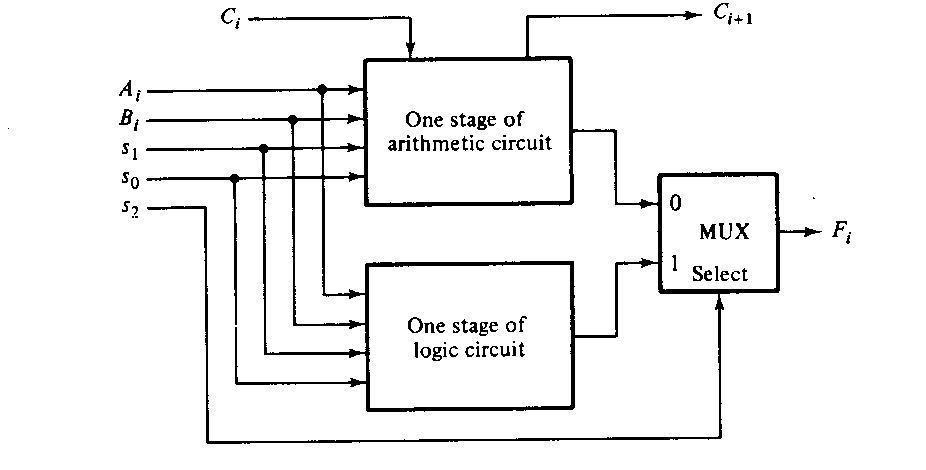 C_i
C_{i+1}
A_i
B_i
s_1
s_0
s_2
One stage of
arithmetic circuit
0
MUX
1 Select
F_i
One stage of
logic circuit